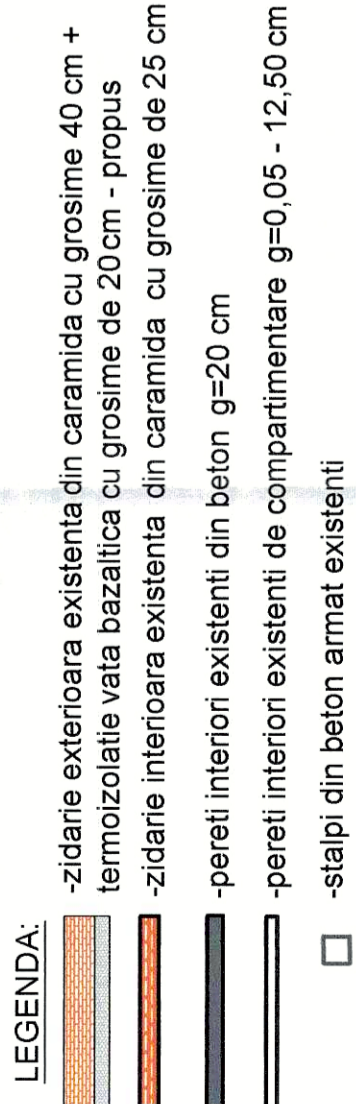 LEGENDA:
-zidarie exterioara existenta din caramida cu grosime 40 cm +
termoizolatie vata bazaltica cu grosime de 20cm - propus
-zidarie interioara existenta din caramida cu grosime de 25 cm
-pereti interiori existenti din beton g=20 cm
-pereti interiori existenti de compartimentare g=0,05 - 12,50 cm
-stalpi din beton armat existenti